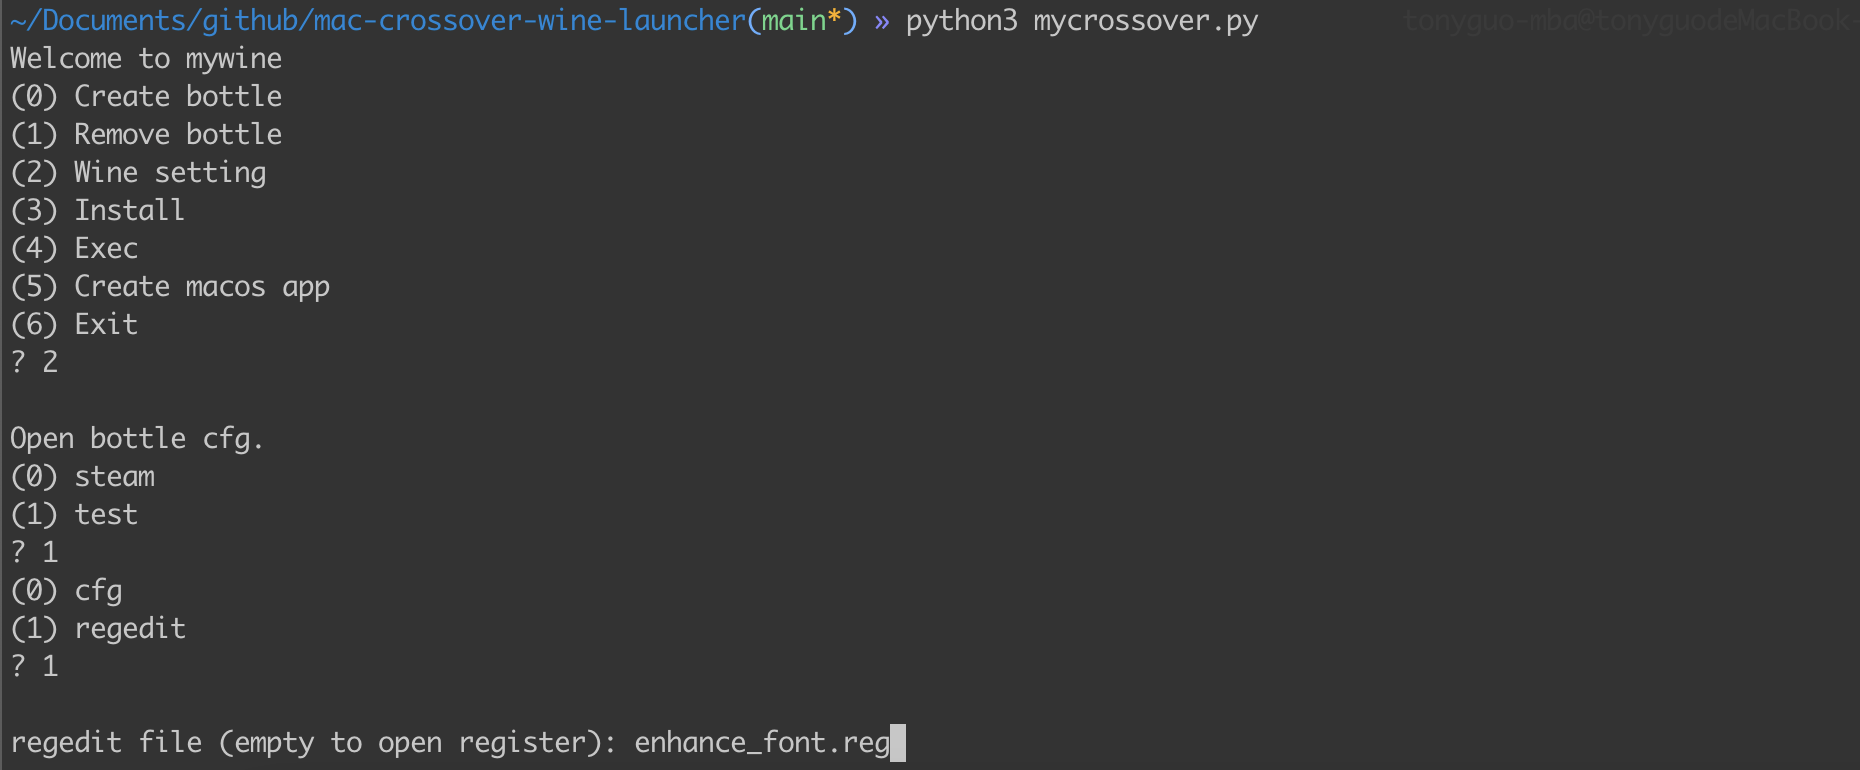 ~/Documents/github/mac-crossover-wine-launcher(main*) » python3 mycrossover.py tonyguo-mba@tonyguodeMacBook-
Welcome to mywine
(0) Create bottle
(1) Remove bottle
(2) Wine setting
(3) Install
(4) Exec
(5) Create macos app
(6) Exit
? 2
Open bottle cfg.
(0) steam
(1) test
? 1
(0) cfg
(1) regedit
? 1
regedit file (empty to open register): enhance_font.reg